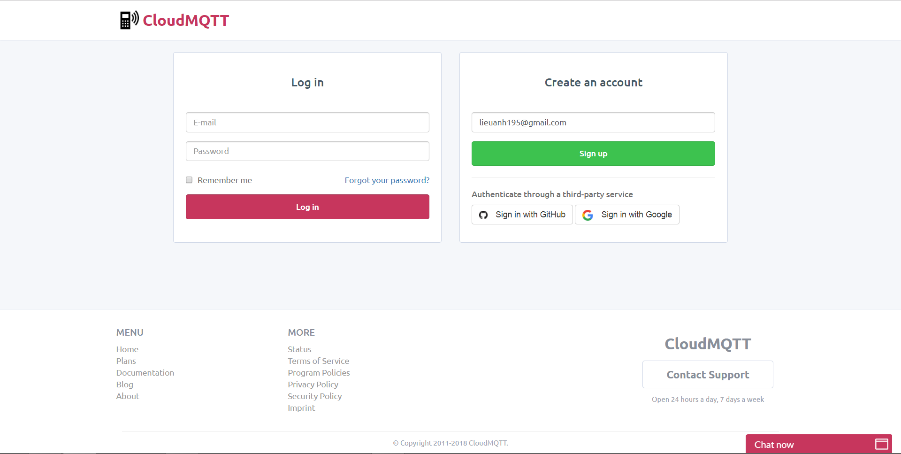 CloudMQTT
Log in
E-mail
Password
Remember me
Forgot your password?
Log in
Create an account
lieuanh195@gmail.com
Sign up
Authenticate through a third-party service
Sign in with GitHub
Sign in with Google
MENU
Home
Plans
Documentation
Blog
About
MORE
Status
Terms of Service
Program Policies
Privacy Policy
Security Policy
Imprint
CloudMQTT
Contact Support
Open 24 hours a day, 7 days a week
© Copyright 2011-2018 CloudMQTT.
Chat now